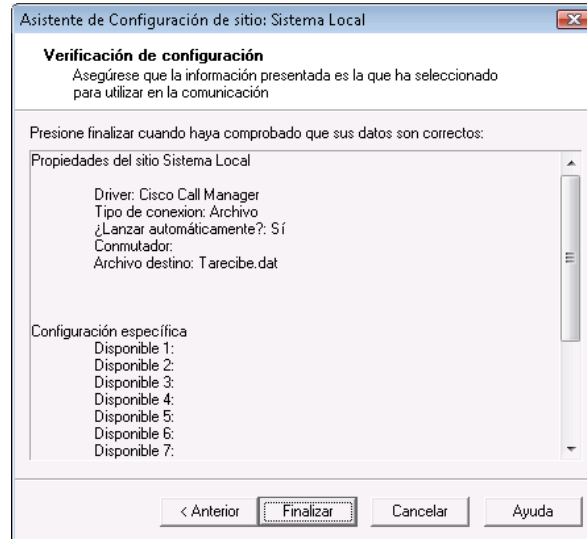 Asistente de Configuración de sitio: Sistema Local
Verificación de configuración
Asegúrese que la información presentada es la que ha seleccionado
para utilizar en la comunicación
Presione finalizar cuando haya comprobado que sus datos son correctos:
Propiedades del sitio Sistema Local
Driver: Cisco Call Manager
Tipo de conexion: Archivo
¿Lanzar automáticamente?: Sí
Conmutador:
Archivo destino: Tarecibe.dat
Configuración específica
Disponible 1:
Disponible 2:
Disponible 3:
Disponible 4:
Disponible 5:
Disponible 6:
Disponible 7:
< Anterior
Finalizar
Cancelar
Ayuda